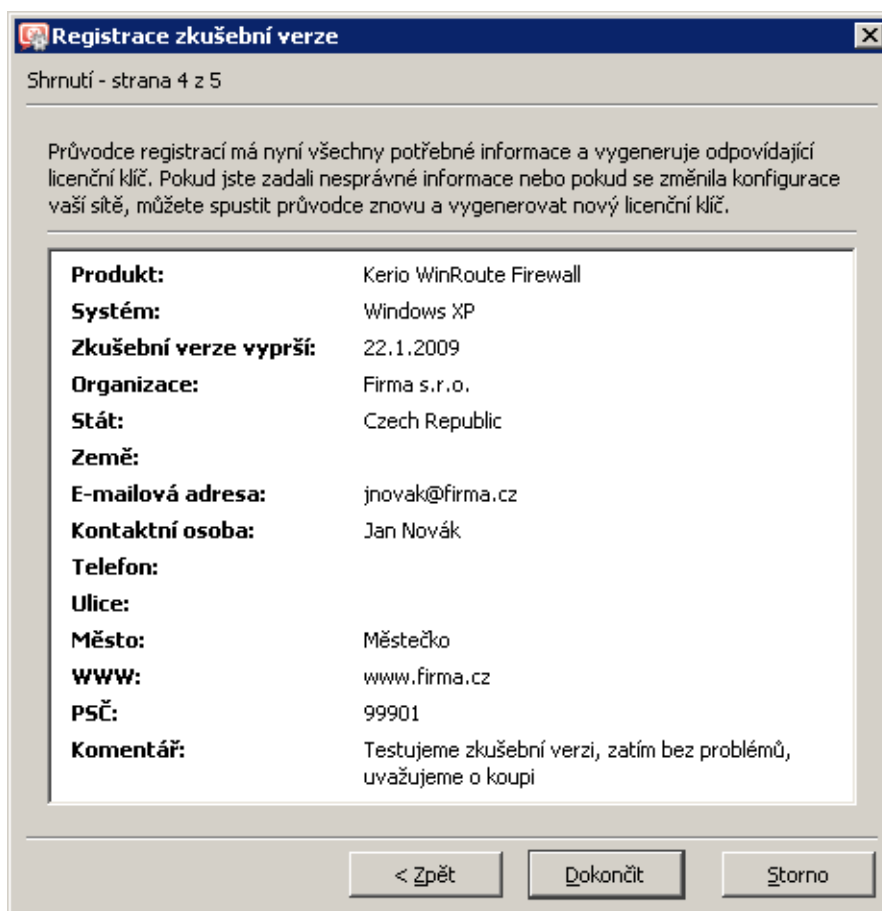 Registrace zkušební verze
Shrnutí - strana 4 z 5
Průvodce registrací má nyní všechny potřebné informace a vygeneruje odpovídající
licenční klíč. Pokud jste zadali nesprávné informace nebo pokud se změnila konfigurace
vaší sítě, můžete spustit průvodce znovu a vygenerovat nový licenční klíč.
Produkt: Kerio WinRoute Firewall
Systém: Windows XP
Zkušební verze vyprší: 22.1.2009
Organizace: Firma s.r.o.
Stát: Czech Republic
Země:
E-mailová adresa: jnovak@firma.cz
Kontaktní osoba: Jan Novák
Telefon:
Ulice:
Město: Městečko
WWW: www.firma.cz
PSČ: 99901
Komentář: Testujeme zkušební verzi, zatím bez problémů,
uvažujeme o koupi
< Zpět Dokončit Storno